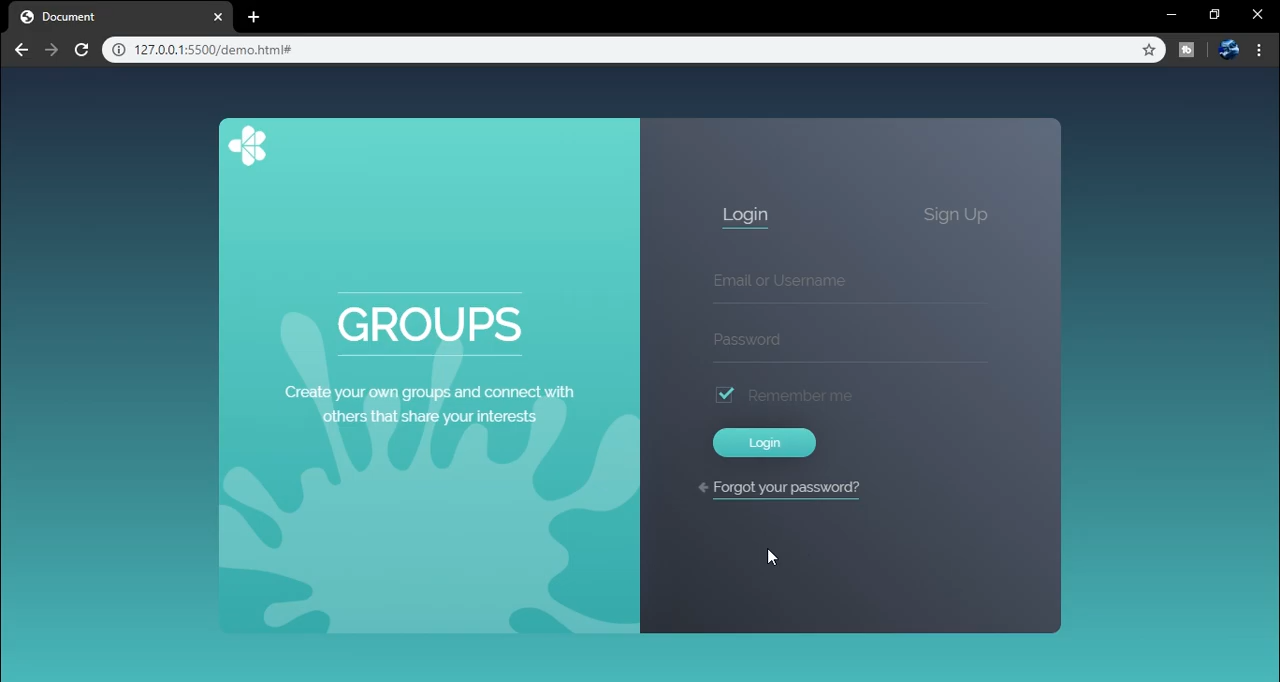 Document
127.0.0.1:5500/demo.html#
Login
Sign Up
Email or Username
Password
Remember me
Login
Forgot your password?
GROUPS
Create your own groups and connect with
others that share your interests